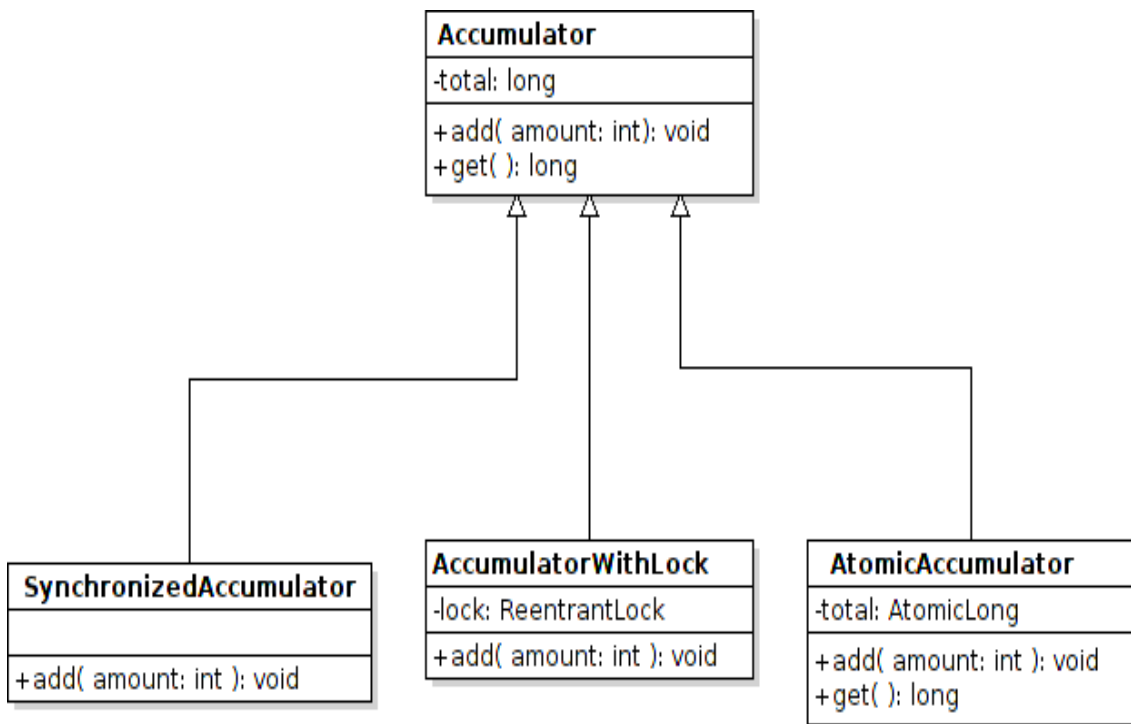 Accumulator
-total: long
+add( amount: int): void
+get( ): long
SynchronizedAccumulator
+add( amount: int ): void
AccumulatorWithLock
-lock: ReentrantLock
+add( amount: int ): void
AtomicAccumulator
-total: AtomicLong
+add( amount: int ): void
+get( ): long